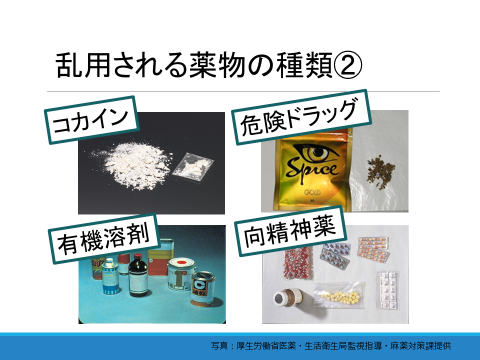 乱用される薬物の種類②
コカイン
危険ドラッグ
Spice
GOLD
有機溶剤
向精神薬
写真：厚生労働省医薬・生活衛生局監視指導・麻薬対策課提供